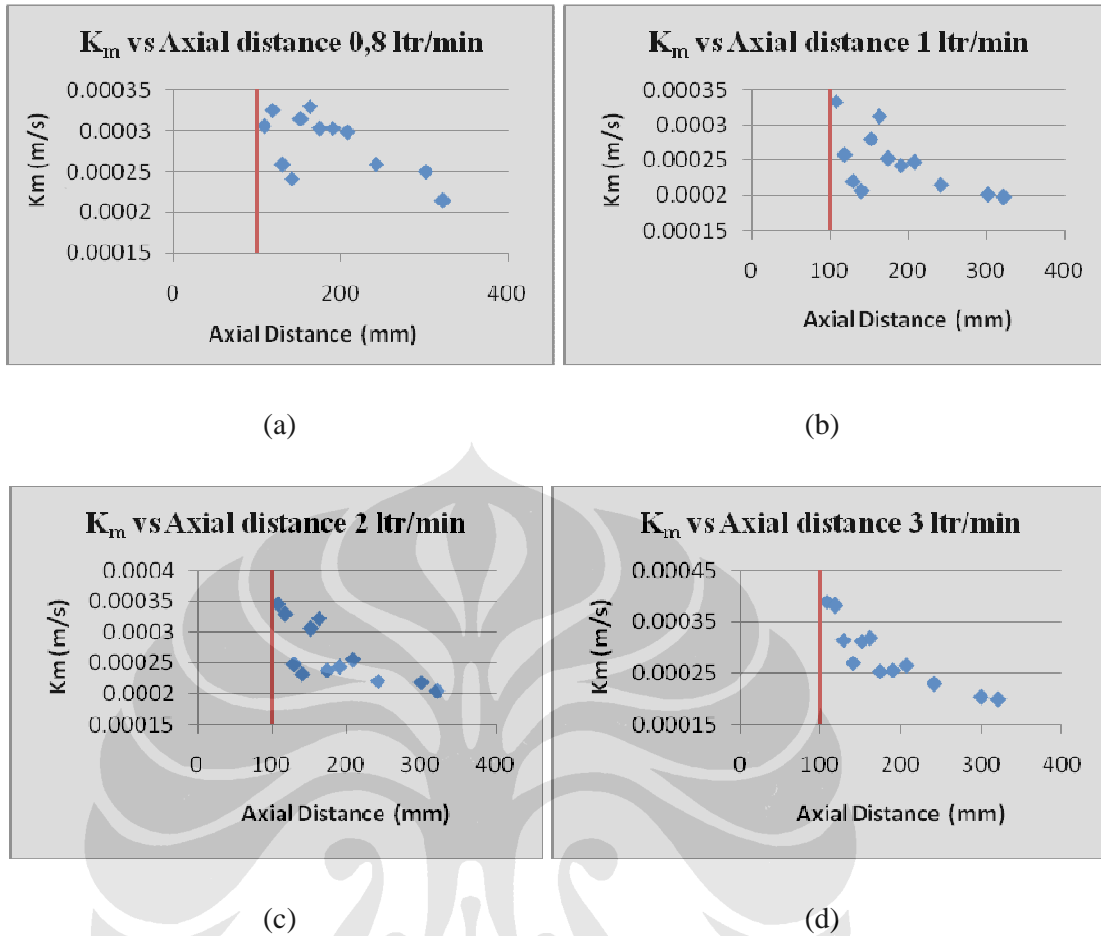 Km vs Axial distance 0,8 ltr/min
0.00035
0.0003
0.00025
0.0002
0.00015
Km (m/s)
0
200
400
Axial Distance (mm)
(a)
Km vs Axial distance 1 ltr/min
0.00035
0.0003
0.00025
0.0002
0.00015
Km (m/s)
0
100
200
300
400
Axial Distance (mm)
(b)
Km vs Axial distance 2 ltr/min
0.0004
0.00035
0.0003
0.00025
0.0002
0.00015
Km (m/s)
0
100
200
300
400
Axial Distance (mm)
(c)
Km vs Axial distance 3 ltr/min
0.00045
0.00035
0.00025
0.00015
Km (m/s)
0
100
200
300
400
Axial Distance (mm)
(d)